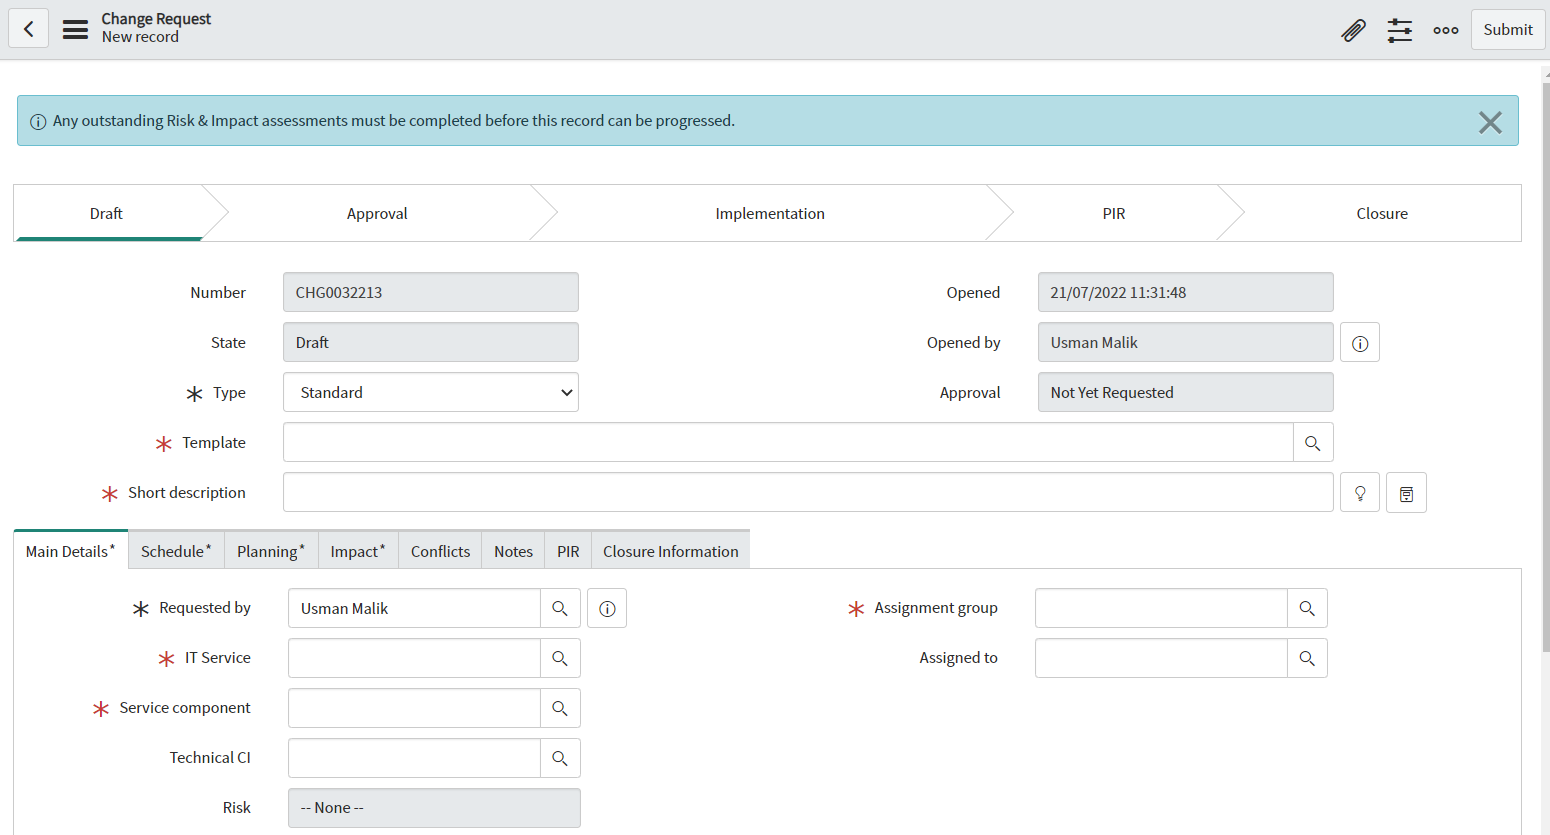 Change Request
New record
Submit
Any outstanding Risk & Impact assessments must be completed before this record can be progressed.
Draft Approval Implementation PIR Closure
Number CHG0032213 Opened 21/07/2022 11:31:48
State Draft Opened by Usman Malik
* Type Standard Approval Not Yet Requested
* Template
* Short description
Main Details* Schedule* Planning* Impact* Conflicts Notes PIR Closure Information
* Requested by Usman Malik * Assignment group
* IT Service Assigned to
* Service component
Technical CI
Risk -- None --